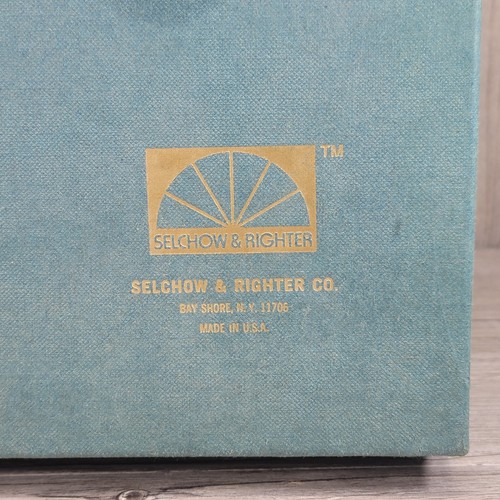 TM
SELCHOW & RIGHTER
SELCHOW & RIGHTER CO.
BAY SHORE, N. Y. 11706
MADE IN U.S.A.